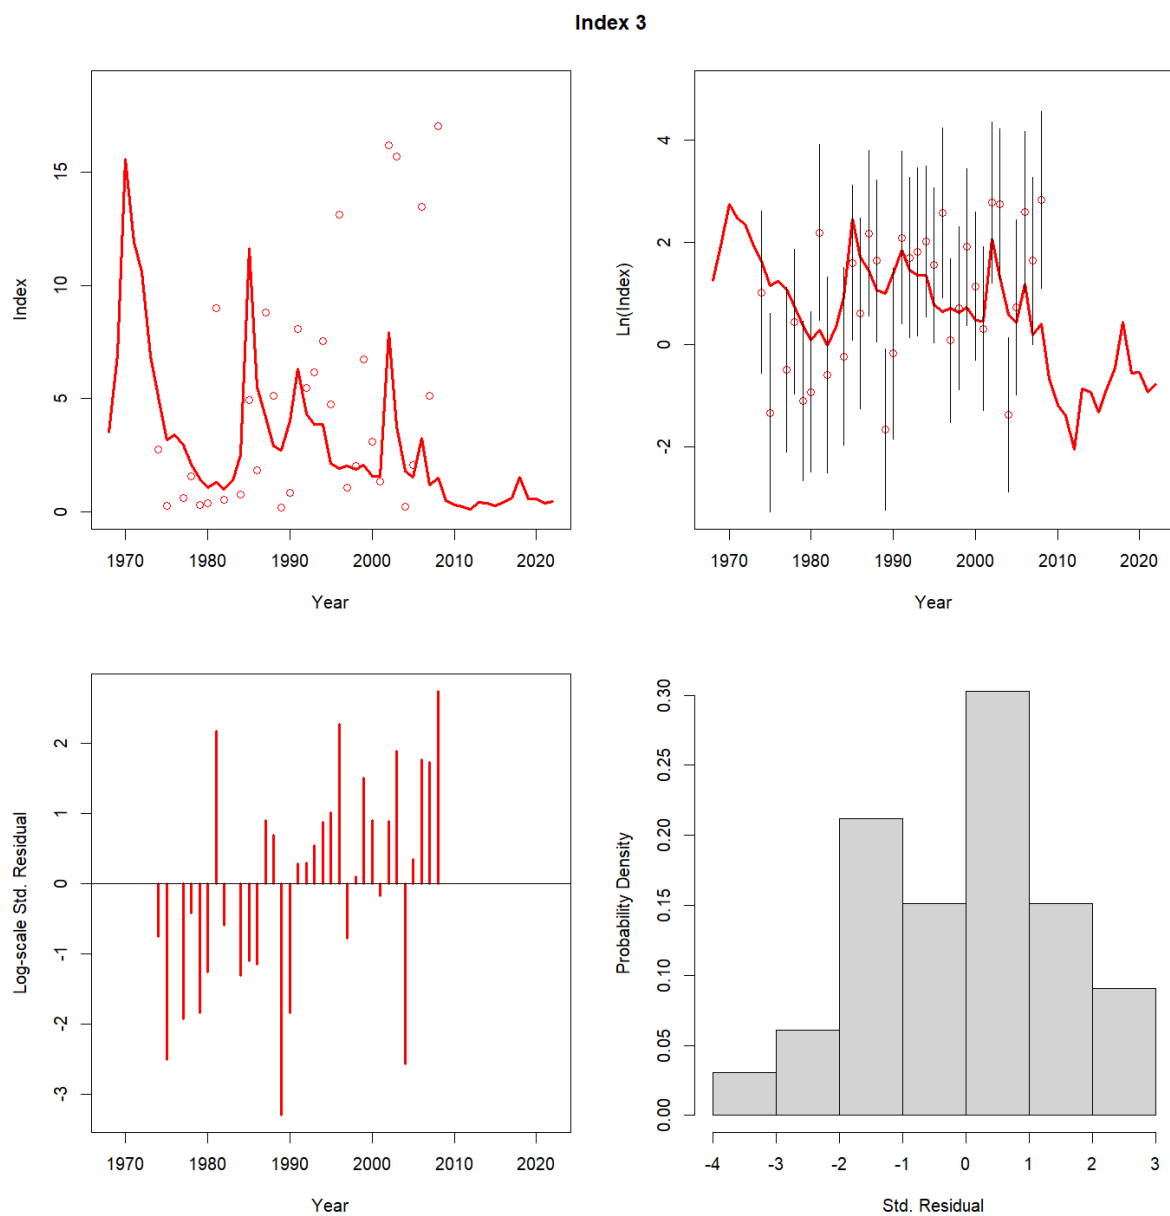 Index 3
Index
15
10
5
0
1970 1980 1990 2000 2010 2020
Year
Ln(Index)
4
2
0
-2
1970 1980 1990 2000 2010 2020
Year
Log-scale Std. Residual
2
1
0
-1
-2
-3
1970 1980 1990 2000 2010 2020
Year
Probability Density
0.30
0.25
0.20
0.15
0.10
0.05
0.00
-4 -3 -2 -1 0 1 2 3
Std. Residual